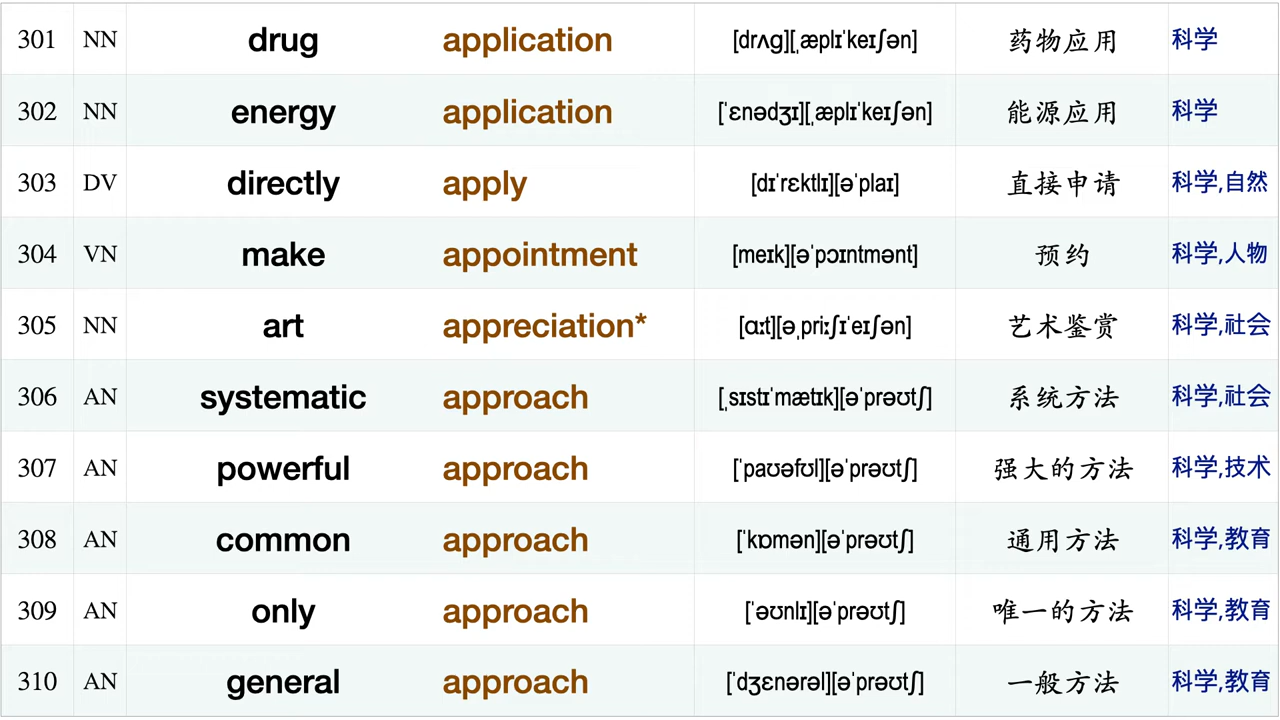 301 NN drug application [drʌg][ˌæplɪˈkeɪʃən] 药物应用 科学
302 NN energy application [ˈɛnədʒɪ][ˌæplɪˈkeɪʃən] 能源应用 科学
303 DV directly apply [dɪˈrɛktlɪ][əˈplaɪ] 直接申请 科学,自然
304 VN make appointment [meɪk][əˈpɔɪntmənt] 预约 科学,人物
305 NN art appreciation* [ɑːt][əˌpriːʃɪˈeɪʃən] 艺术鉴赏 科学,社会
306 AN systematic approach [ˌsɪstɪˈmætɪk][əˈprəʊtʃ] 系统方法 科学,社会
307 AN powerful approach [ˈpaʊəfʊl][əˈprəʊtʃ] 强大的方法 科学,技术
308 AN common approach [ˈkɒmən][əˈprəʊtʃ] 通用方法 科学,教育
309 AN only approach [ˈəʊnlɪ][əˈprəʊtʃ] 唯一的方法 科学,教育
310 AN general approach [ˈdʒɛnərəl][əˈprəʊtʃ] 一般方法 科学,教育